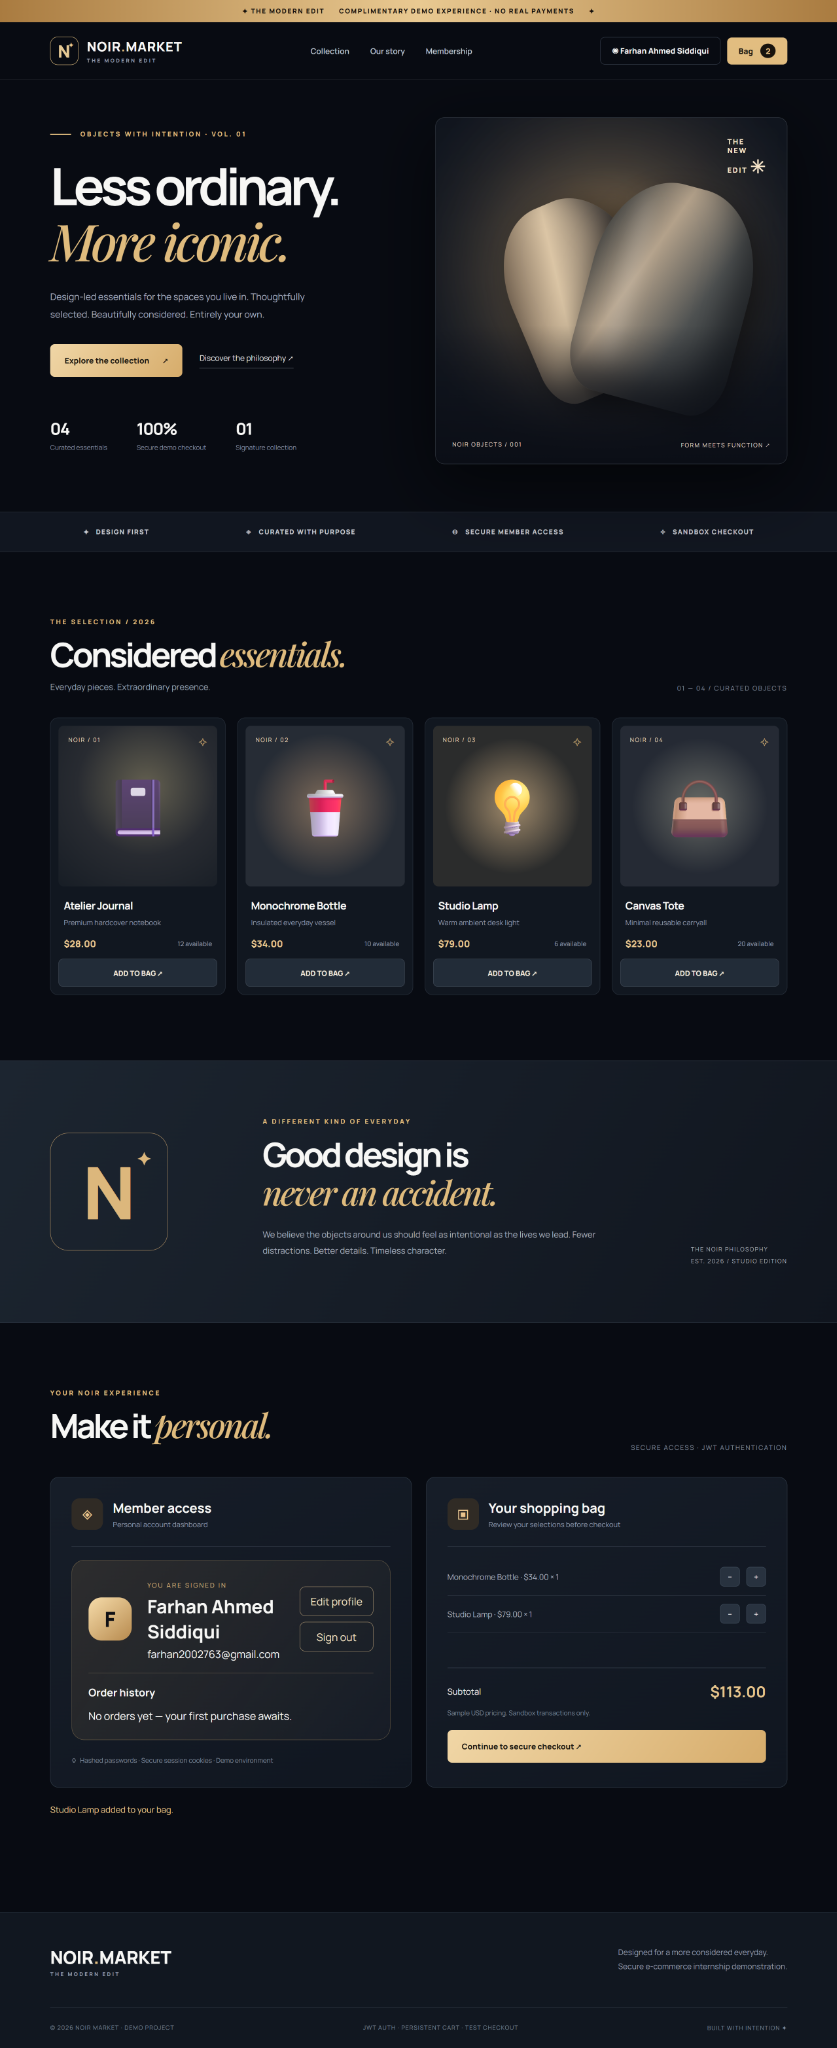 ✦ THE MODERN EDIT COMPLIMENTARY DEMO EXPERIENCE · NO REAL PAYMENTS ✦
N
NOIR.MARKET
THE MODERN EDIT
Collection Our story Membership
Farhan Ahmed Siddiqui
Bag 2
OBJECTS WITH INTENTION · VOL. 01
Less ordinary.
More iconic.
Design-led essentials for the spaces you live in. Thoughtfully
selected. Beautifully considered. Entirely your own.
Explore the collection ↗
Discover the philosophy ↗
04
Curated essentials
100%
Secure demo checkout
01
Signature collection
THE
NEW
EDIT
NOIR OBJECTS / 001
FORM MEETS FUNCTION ↗
DESIGN FIRST
CURATED WITH PURPOSE
SECURE MEMBER ACCESS
SANDBOX CHECKOUT
THE SELECTION / 2026
Considered essentials.
Everyday pieces. Extraordinary presence.
01 — 04 / CURATED OBJECTS
NOIR / 01
Atelier Journal
Premium hardcover notebook
$28.00
12 available
ADD TO BAG ↗
NOIR / 02
Monochrome Bottle
Insulated everyday vessel
$34.00
10 available
ADD TO BAG ↗
NOIR / 03
Studio Lamp
Warm ambient desk light
$79.00
6 available
ADD TO BAG ↗
NOIR / 04
Canvas Tote
Minimal reusable carryall
$23.00
20 available
ADD TO BAG ↗
N
A DIFFERENT KIND OF EVERYDAY
Good design is
never an accident.
We believe the objects around us should feel as intentional as the lives we lead. Fewer
distractions. Better details. Timeless character.
THE NOIR PHILOSOPHY
EST. 2026 / STUDIO EDITION
YOUR NOIR EXPERIENCE
Make it personal.
SECURE ACCESS · JWT AUTHENTICATION
Member access
Personal account dashboard
F
YOU ARE SIGNED IN
Farhan Ahmed
Siddiqui
farhan2002763@gmail.com
Edit profile
Sign out
Order history
No orders yet — your first purchase awaits.
Hashed passwords · Secure session cookies · Demo environment
Your shopping bag
Review your selections before checkout
Monochrome Bottle · $34.00 × 1
− +
Studio Lamp · $79.00 × 1
− +
Subtotal
$113.00
Sample USD pricing. Sandbox transactions only.
Continue to secure checkout ↗
Studio Lamp added to your bag.
NOIR.MARKET
THE MODERN EDIT
Designed for a more considered everyday.
Secure e-commerce internship demonstration.
© 2026 NOIR MARKET · DEMO PROJECT
JWT AUTH · PERSISTENT CART · TEST CHECKOUT
BUILT WITH INTENTION ✦